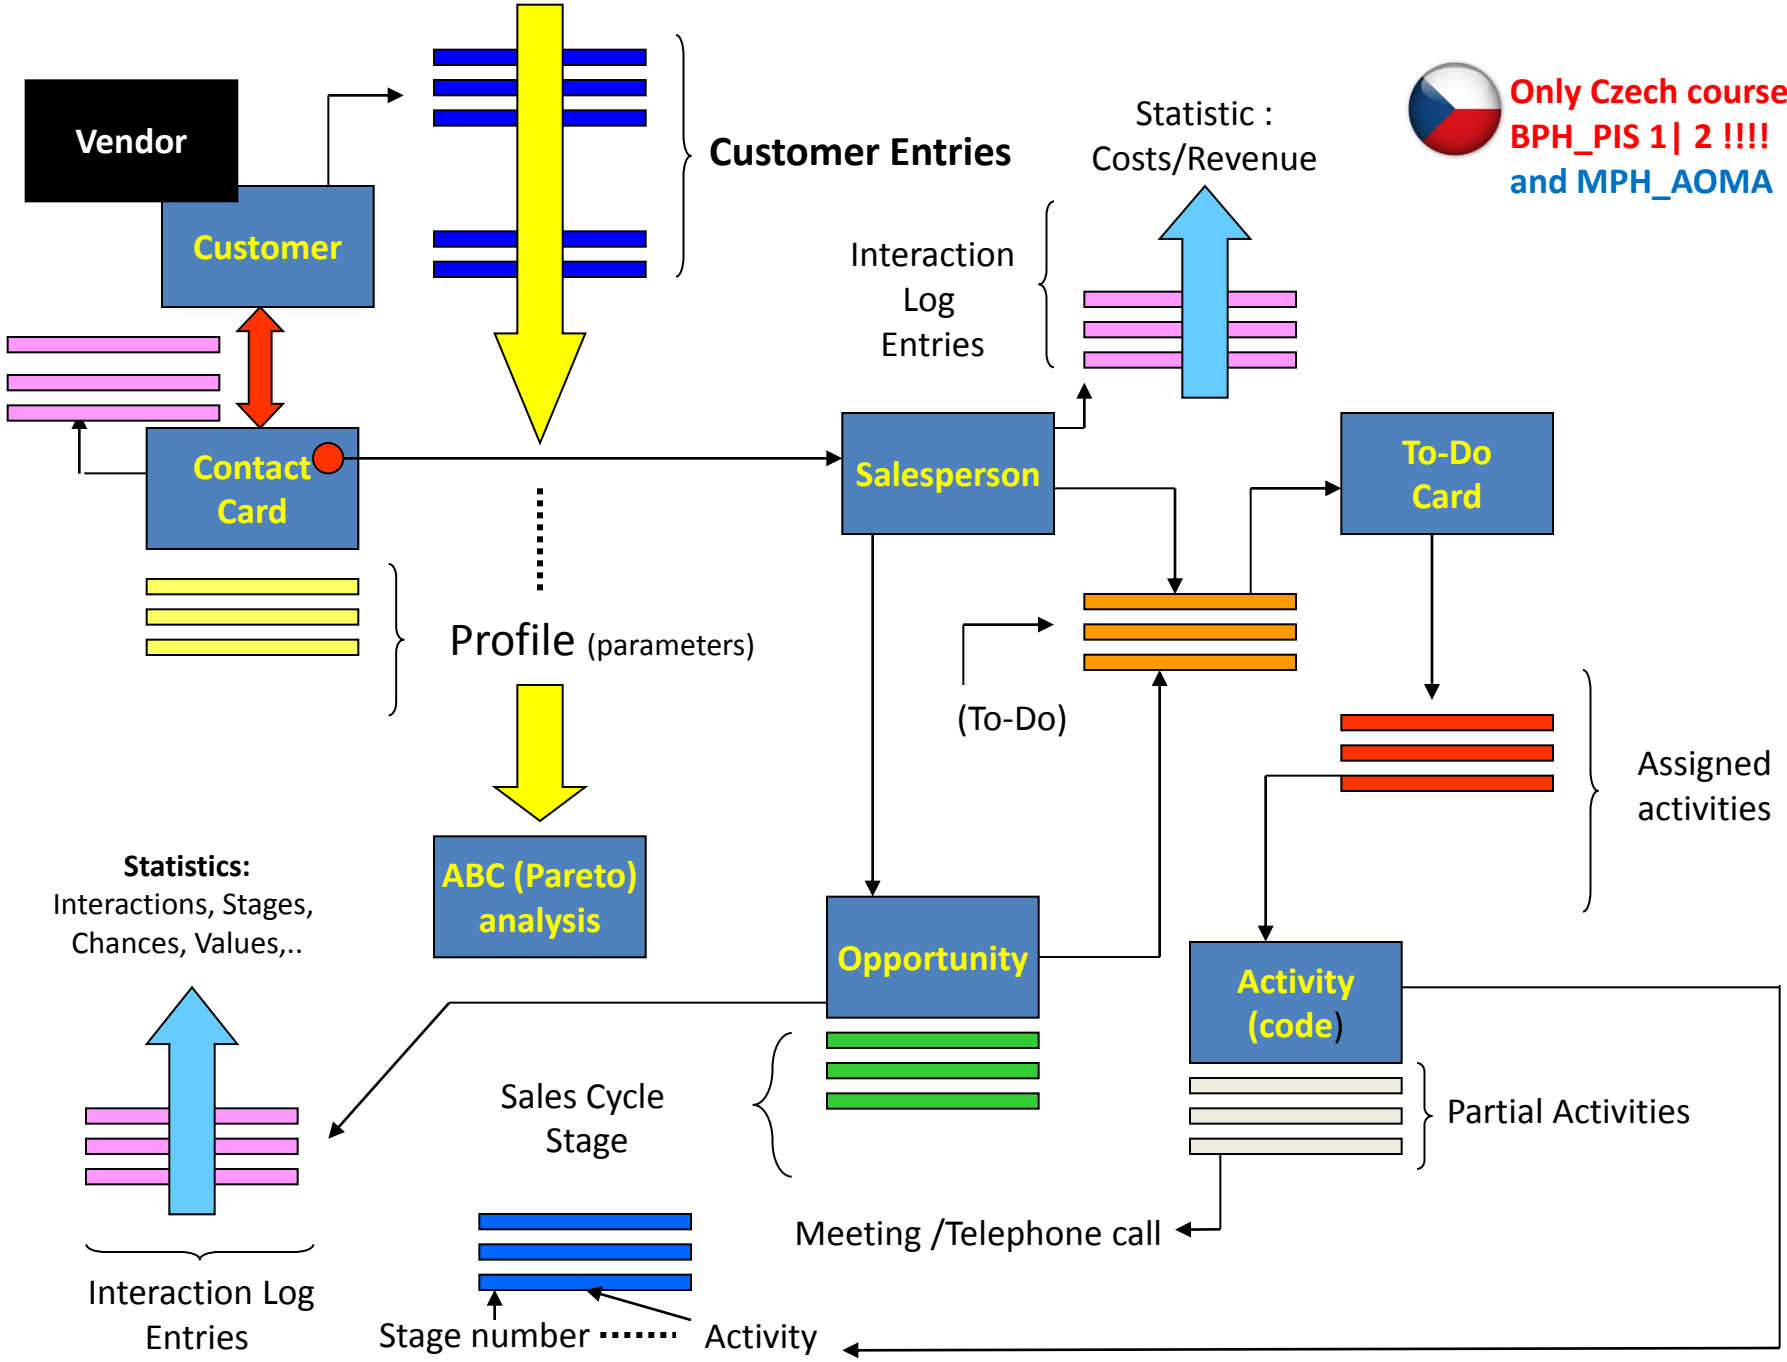 Only Czech course
BPH_PIS 1| 2 !!!!
and MPH_AOMA
Vendor
Customer
Customer Entries
Statistic :
Costs/Revenue
Interaction
Log
Entries
Contact
Card
Salesperson
To-Do
Card
Profile (parameters)
(To-Do)
Assigned
activities
ABC (Pareto)
analysis
Statistics:
Interactions, Stages,
Chances, Values,..
Opportunity
Activity
(code)
Sales Cycle
Stage
Partial Activities
Meeting /Telephone call
Interaction Log
Entries
Stage number
Activity